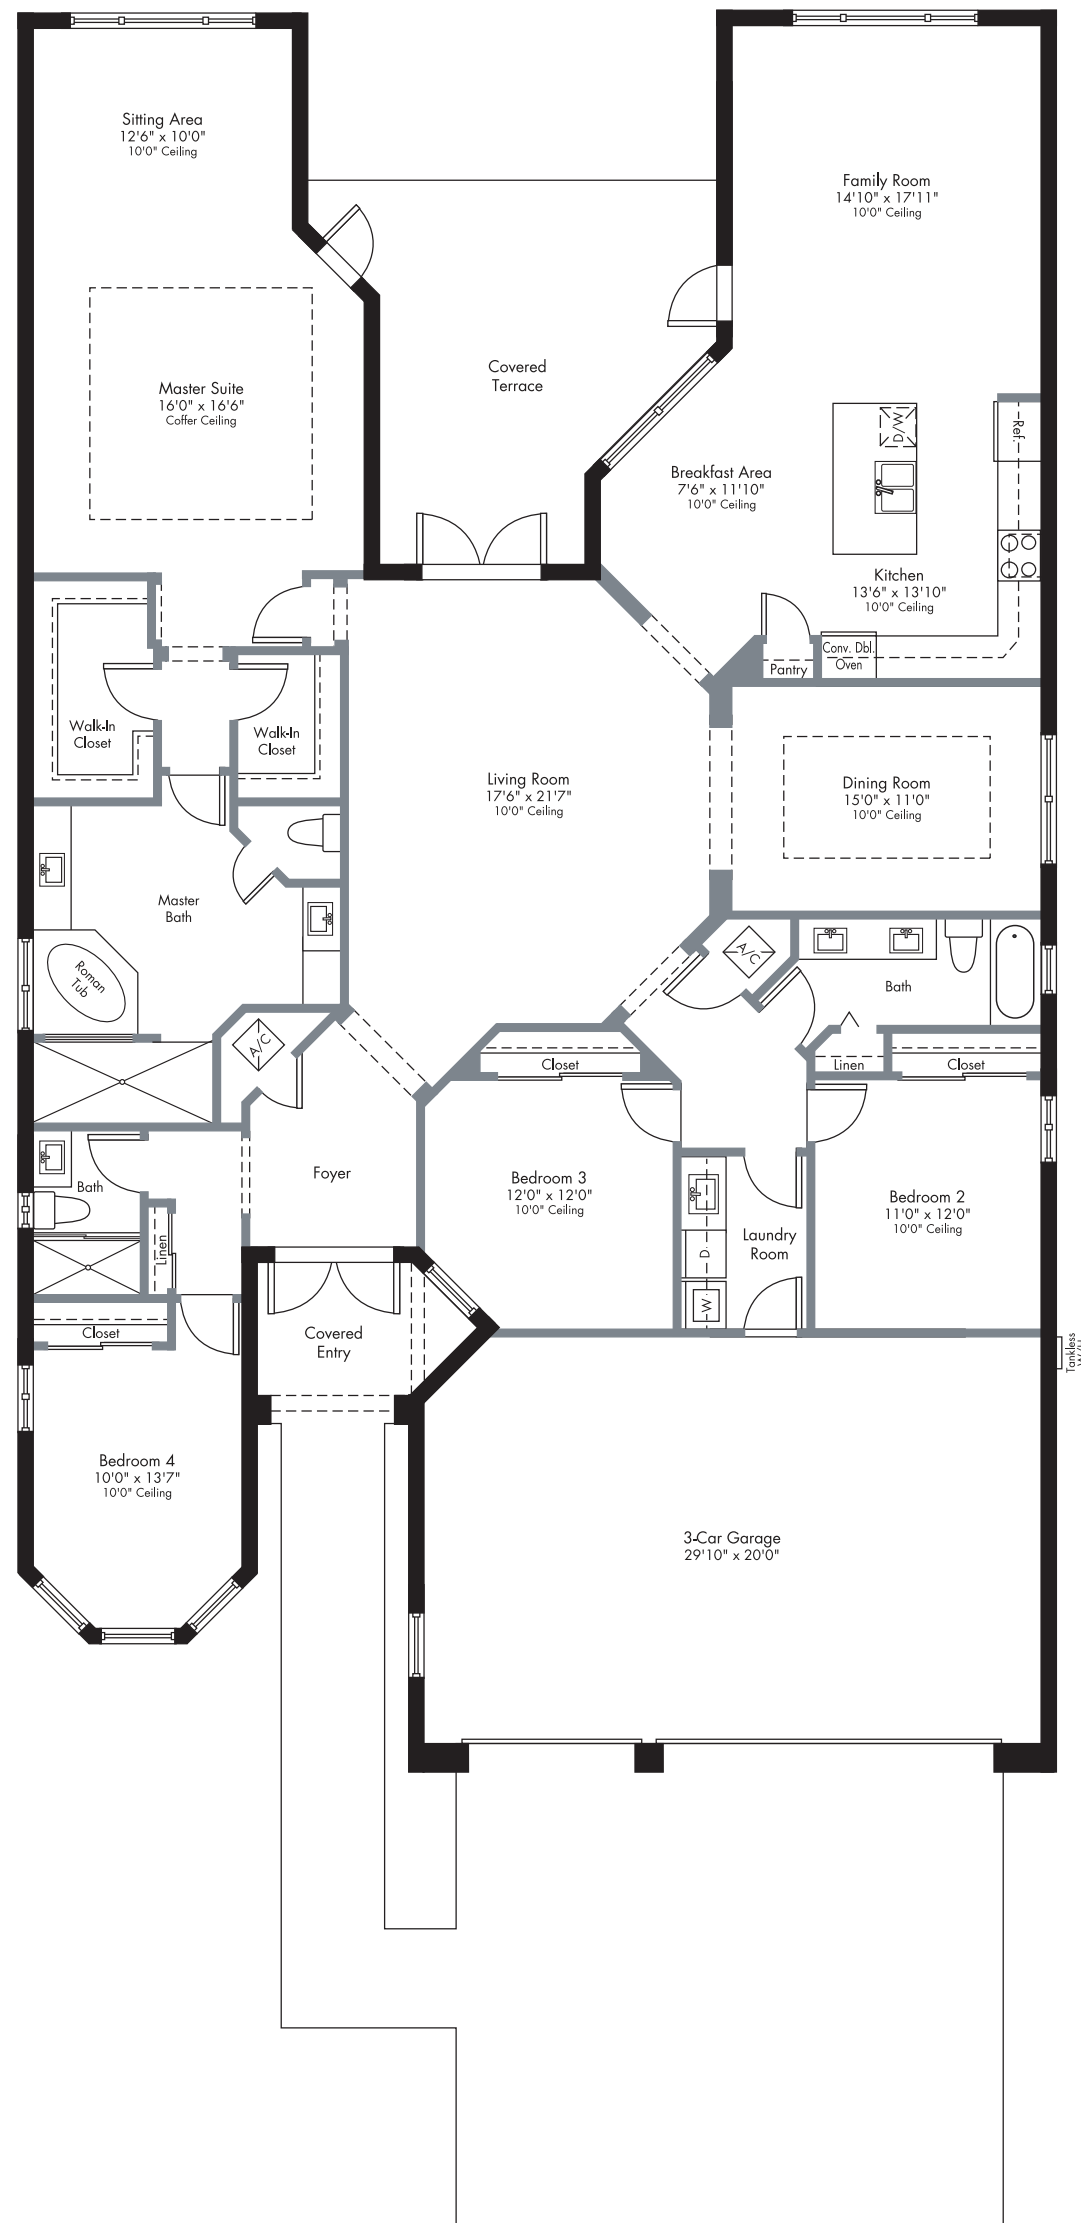 Sitting Area
12'6" x 10'0"
10'0" Ceiling
Family Room
14'10" x 17'11"
10'0" Ceiling
Covered
Terrace
Master Suite
16'0" x 16'6"
Coffer Ceiling
D/W
Ref.
Breakfast Area
7'6" x 11'10"
10'0" Ceiling
Kitchen
13'6" x 13'10"
10'0" Ceiling
Conv. Dbl.
Oven
Pantry
Walk-In
Closet
Walk-In
Closet
Living Room
17'6" x 21'7"
10'0" Ceiling
Dining Room
15'0" x 11'0"
10'0" Ceiling
Master
Bath
Roman
Tub
A/C
A/C
Bath
Closet
Linen
Closet
Foyer
Bath
Linen
Bedroom 3
12'0" x 12'0"
10'0" Ceiling
Bedroom 2
11'0" x 12'0"
10'0" Ceiling
Laundry
Room
D.
W.
Covered
Entry
Closet
Tankless
Bedroom 4
10'0" x 13'7"
10'0" Ceiling
3-Car Garage
29'10" x 20'0"